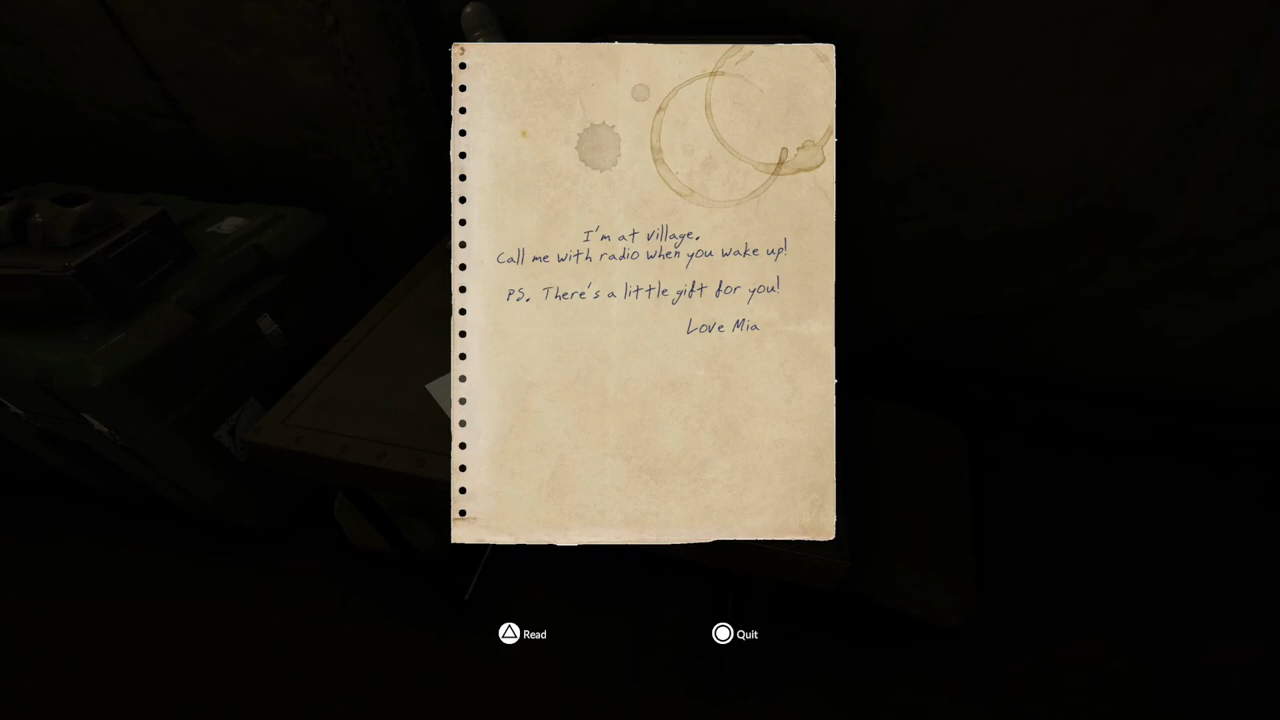 I'm at village.
Call me with radio when you wake up!
PS. There's a little gift for you!
Love Mia
Read
Quit